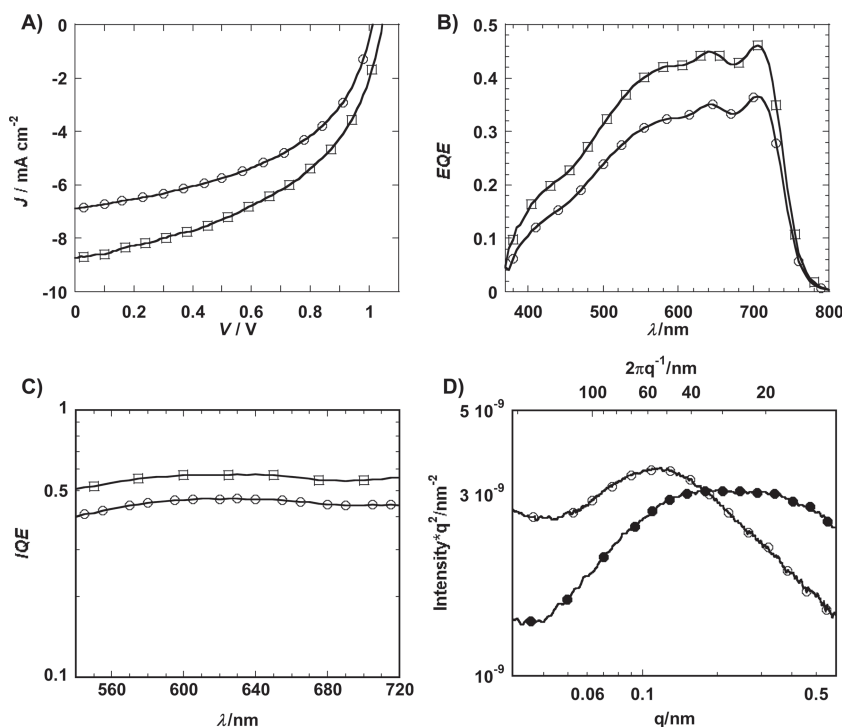 A)
0
-2
-4
-6
-8
-10
J / mA cm-2
0 0.2 0.4 0.6 0.8 1
V / V
B)
0.5
0.4
0.3
0.2
0.1
0
EQE
400 500 600 700 800
λ/nm
C)
1
0.5
0.1
IQE
560 600 640 680 720
λ/nm
D)
2πq-1/nm
100 60 40 20
5 10-9
3 10-9
10-9
Intensity*q2/nm-2
0.06 0.1 0.5
q/nm